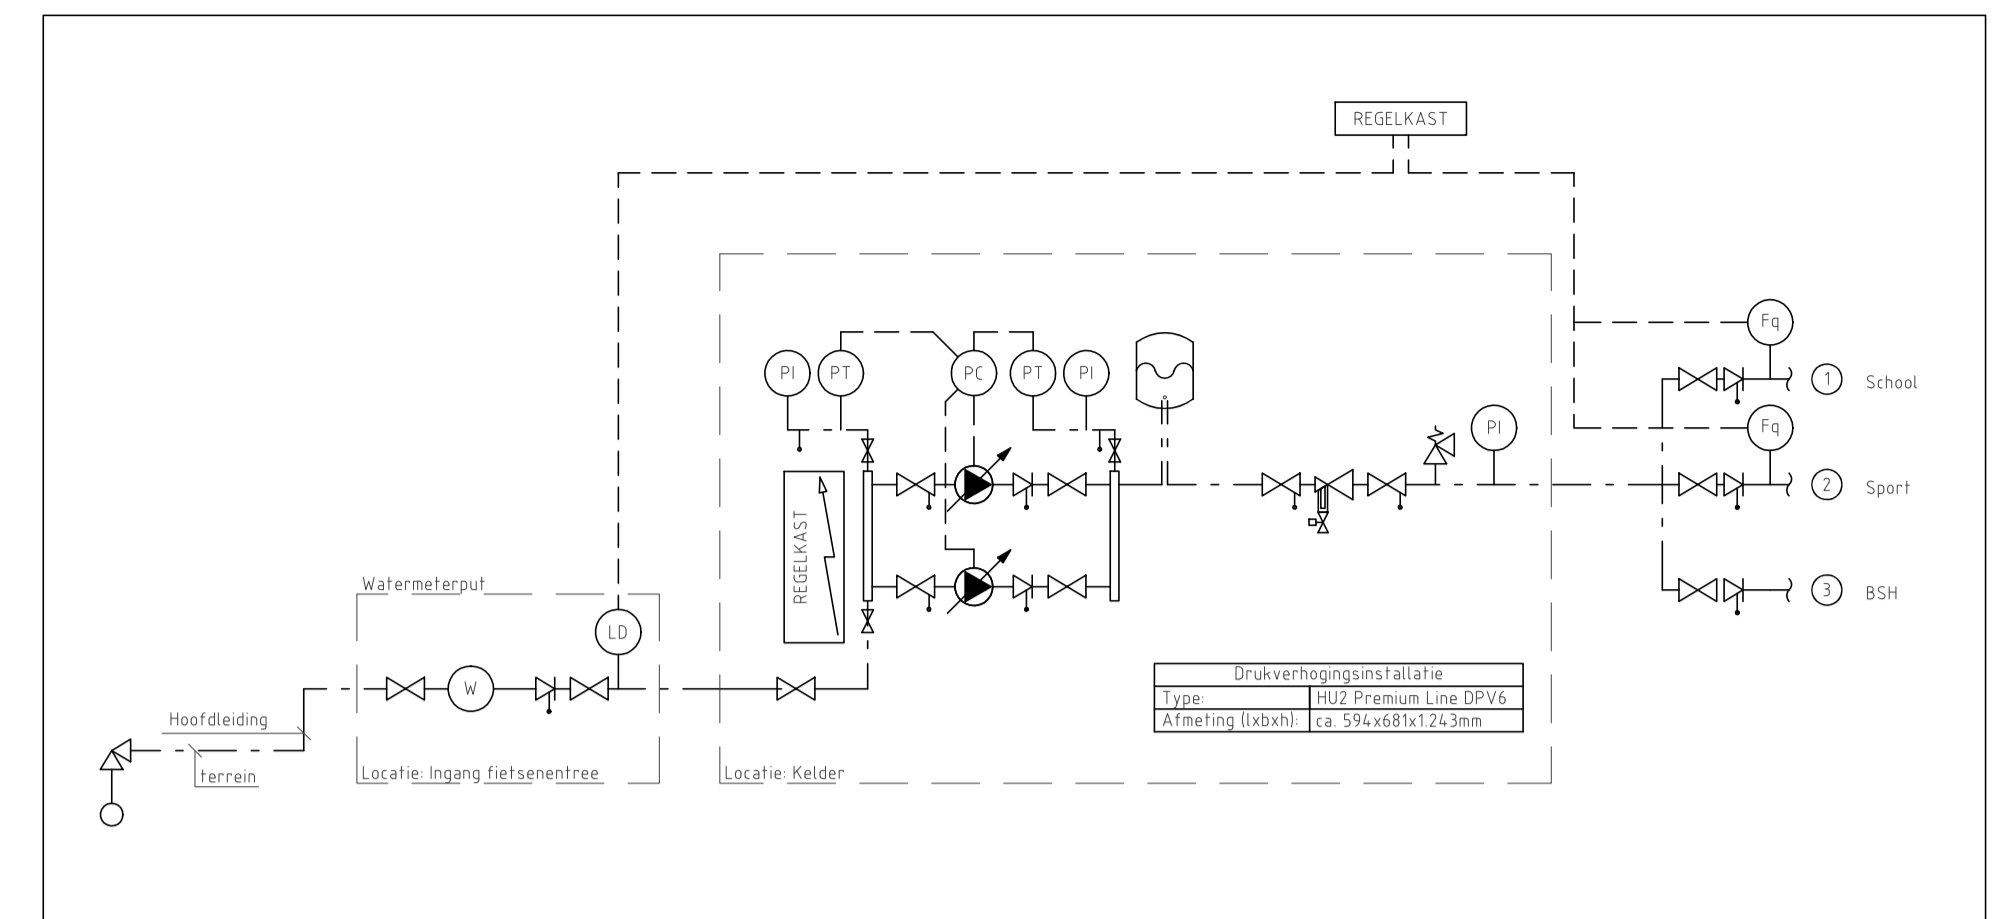 REGELKAST
Fq
1 School
PI PT PC PT PI
Fq
PI
2 Sport
REGELKAST
Watermeterput
3 BSH
LD
Drukverhogingsinstallatie
W
Type: HU2 Premium Line DPV6
Hoofdleiding
Afmeting (lxbxh): ca. 594x681x1.243mm
terrein
Locatie: Ingang fietsenentree
Locatie: Kelder